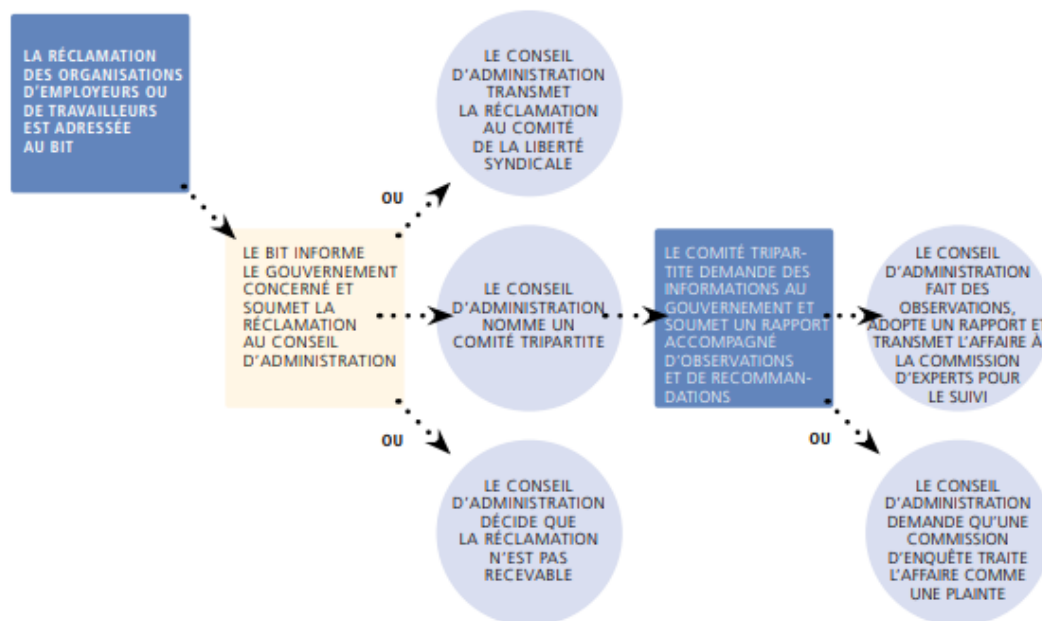 LA RÉCLAMATION
DES ORGANISATIONS
D'EMPLOYEURS OU
DE TRAVAILLEURS
EST ADRESSÉE
AU BIT
LE BIT INFORME
LE GOUVERNEMENT
CONCERNÉ ET
SOUMET LA
RÉCLAMATION
AU CONSEIL
D'ADMINISTRATION
OU
LE CONSEIL
D'ADMINISTRATION
TRANSMET
LA RÉCLAMATION
AU COMITÉ
DE LA LIBERTÉ
SYNDICALE
LE CONSEIL
D'ADMINISTRATION
NOMME UN
COMITÉ TRIPARTITE
OU
LE CONSEIL
D'ADMINISTRATION
DÉCIDE QUE
LA RÉCLAMATION
N'EST PAS
RECEVABLE
LE COMITÉ TRIPAR-
TITE DEMANDE DES
INFORMATIONS AU
GOUVERNEMENT ET
SOUMET UN RAPPORT
ACCOMPAGNÉ
D'OBSERVATIONS
ET DE RECOMMAN-
DATIONS
LE CONSEIL
D'ADMINISTRATION
FAIT DES
OBSERVATIONS,
ADOPTE UN RAPPORT ET
TRANSMET L'AFFAIRE À
LA COMMISSION
D'EXPERTS POUR
LE SUIVI
OU
LE CONSEIL
D'ADMINISTRATION
DEMANDE QU'UNE
COMMISSION
D'ENQUÊTE TRAITE
L'AFFAIRE COMME
UNE PLAINTE